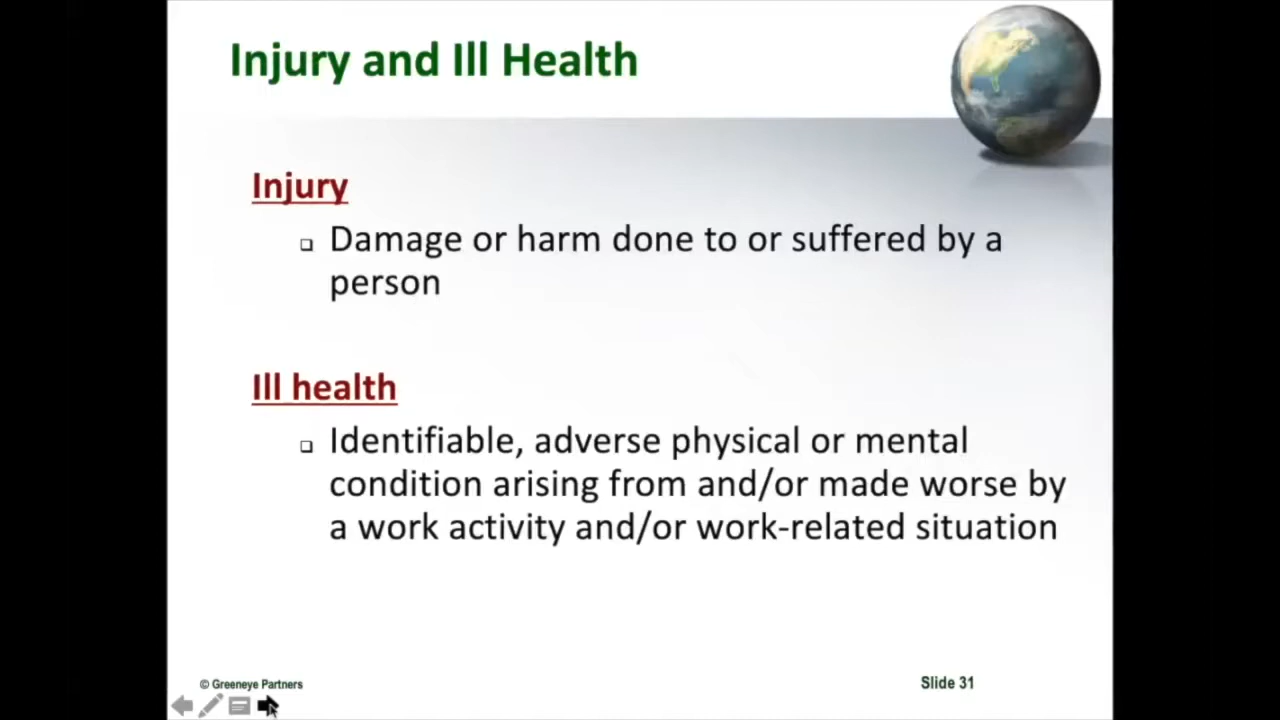 Injury and Ill Health
Injury
Damage or harm done to or suffered by a
person
Ill health
Identifiable, adverse physical or mental
condition arising from and/or made worse by
a work activity and/or work-related situation
© Greeneye Partners
Slide 31